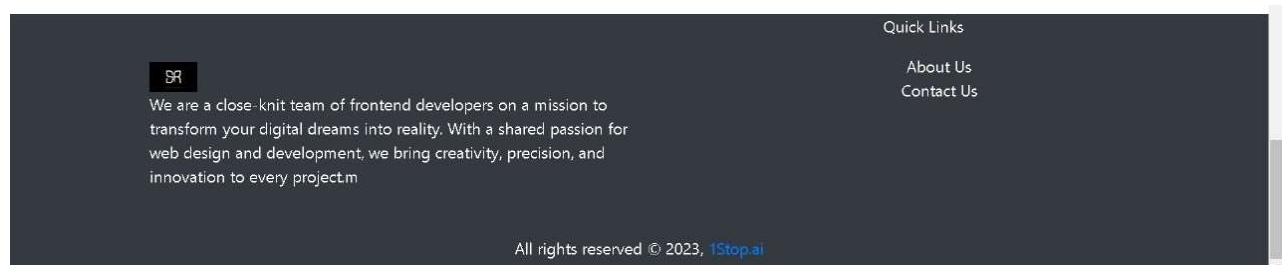 Quick Links
About Us
Contact Us
SR
We are a close-knit team of frontend developers on a mission to
transform your digital dreams into reality. With a shared passion for
web design and development, we bring creativity, precision, and
innovation to every project.m
All rights reserved © 2023, 1Stop.ai